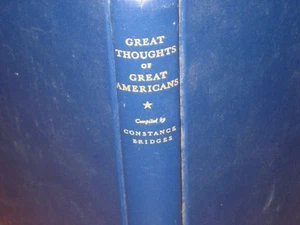 GREAT
THOUGHTS
OF
GREAT
AMERICANS
Compiled by
CONSTANCE
BRIDGES